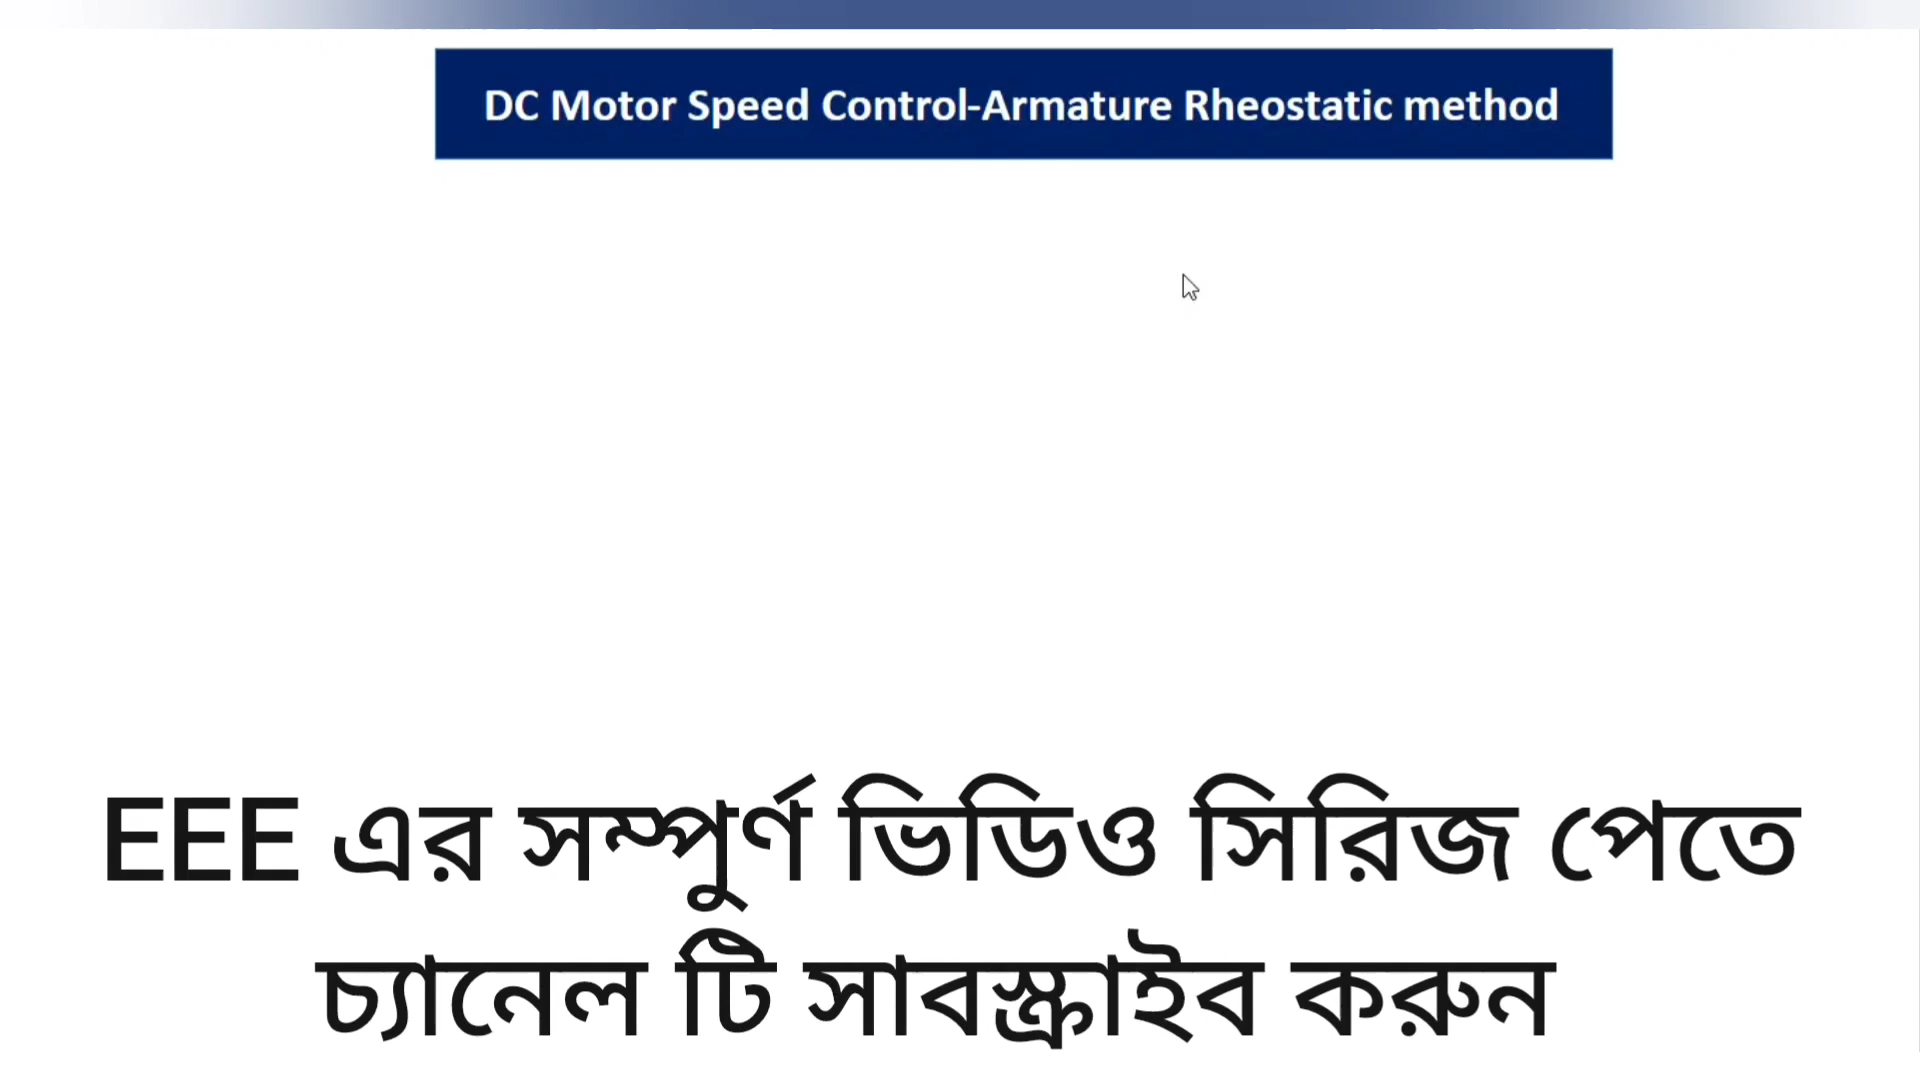 DC Motor Speed Control-Armature Rheostatic method
EEE এর সম্পুর্ণ ভিডিও সিরিজ পেতে
চ্যানেল টি সাবস্ক্রাইব করুন